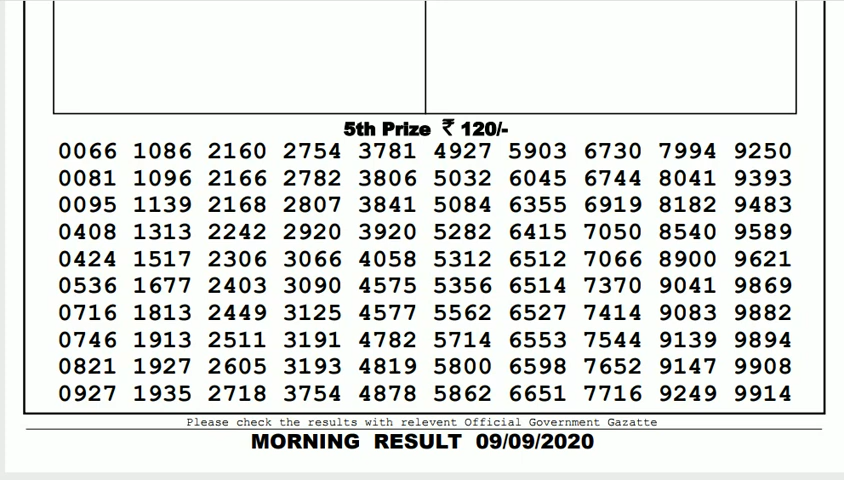 5th Prize ₹ 120/-
0066 1086 2160 2754 3781 4927 5903 6730 7994 9250
0081 1096 2166 2782 3806 5032 6045 6744 8041 9393
0095 1139 2168 2807 3841 5084 6355 6919 8182 9483
0408 1313 2242 2920 3920 5282 6415 7050 8540 9589
0424 1517 2306 3066 4058 5312 6512 7066 8900 9621
0536 1677 2403 3090 4575 5356 6514 7370 9041 9869
0716 1813 2449 3125 4577 5562 6527 7414 9083 9882
0746 1913 2511 3191 4782 5714 6553 7544 9139 9894
0821 1927 2605 3193 4819 5800 6598 7652 9147 9908
0927 1935 2718 3754 4878 5862 6651 7716 9249 9914
Please check the results with relevent Official Government Gazatte
MORNING RESULT 09/09/2020